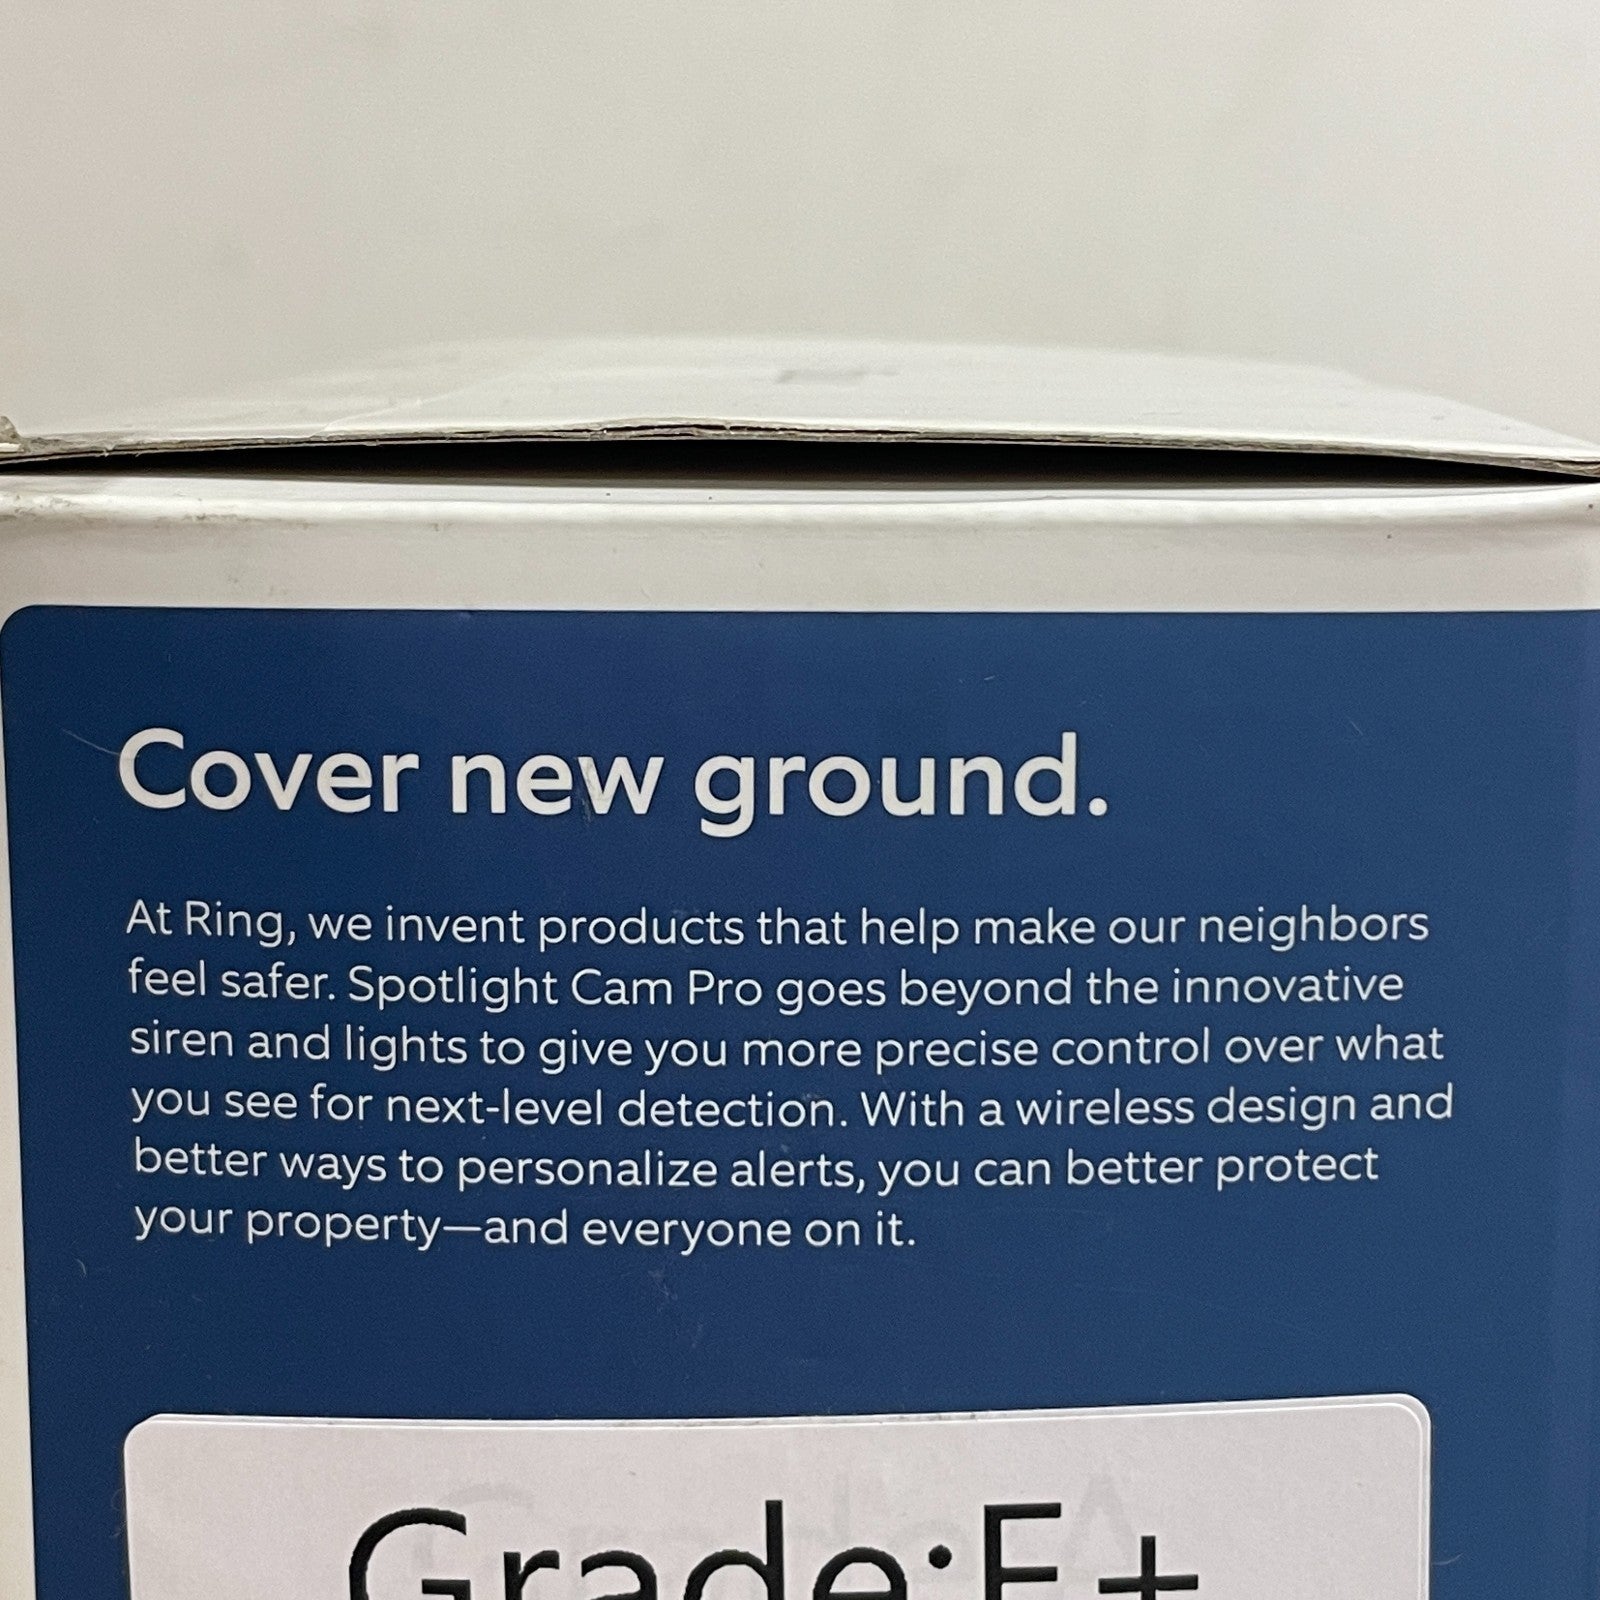 Cover new ground.
At Ring, we invent products that help make our neighbors
feel safer. Spotlight Cam Pro goes beyond the innovative
siren and lights to give you more precise control over what
you see for next-level detection. With a wireless design and
better ways to personalize alerts, you can better protect
your property—and everyone on it.
Grade: